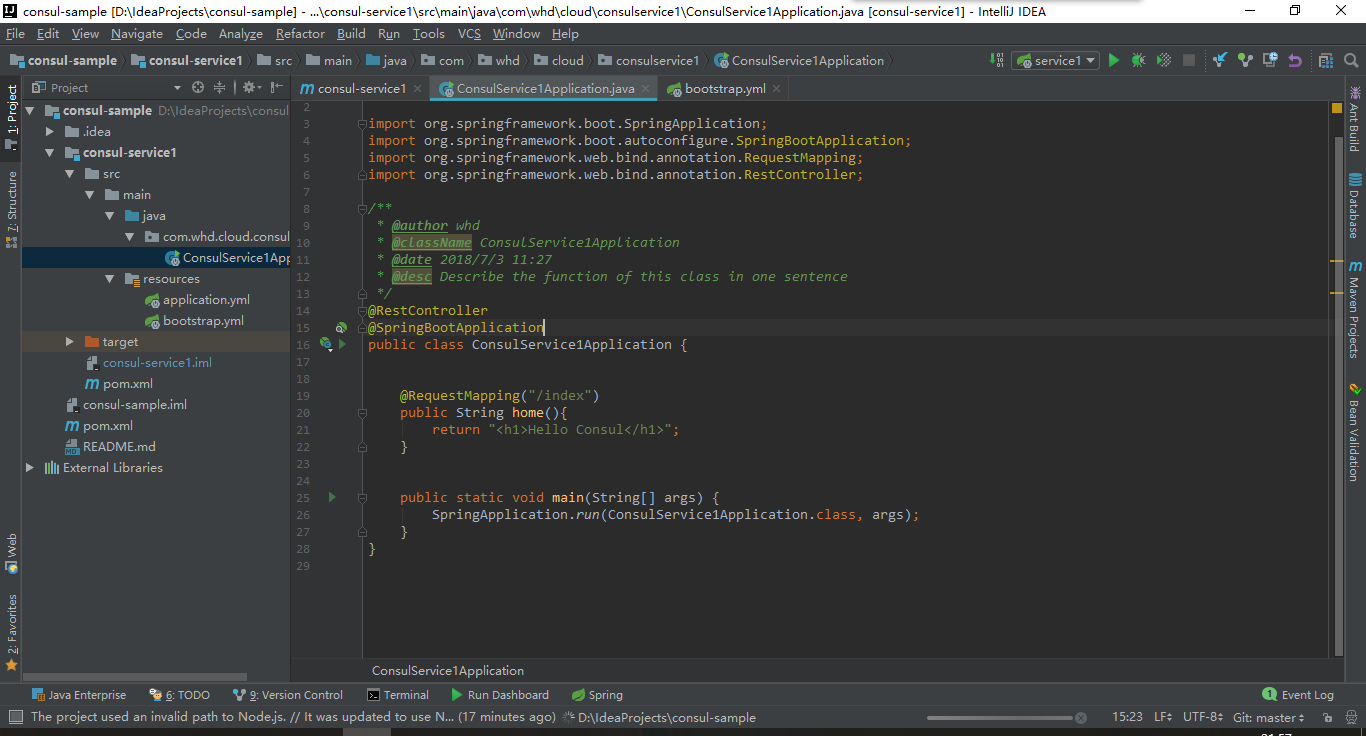 consul-sample [D:\IdeaProjects\consul-sample] - ...\consul-service1\src\main\java\com\whd\cloud\consulservice1\ConsulService1Application.java [consul-service1] - IntelliJ IDEA
File Edit View Navigate Code Analyze Refactor Build Run Tools VCS Window Help
consul-sample consul-service1 src main java com whd cloud consulservice1 ConsulService1Application service1
Project
consul-service1 ConsulService1Application.java bootstrap.yml
consul-sample D:\IdeaProjects\consul
.idea
consul-service1
src
main
java
com.whd.cloud.consul
ConsulService1App
resources
application.yml
bootstrap.yml
target
consul-service1.iml
pom.xml
consul-sample.iml
pom.xml
README.md
External Libraries
2
3 import org.springframework.boot.SpringApplication;
4 import org.springframework.boot.autoconfigure.SpringBootApplication;
5 import org.springframework.web.bind.annotation.RequestMapping;
6 import org.springframework.web.bind.annotation.RestController;
7
8 /**
9 * @author whd
10 * @className ConsulService1Application
11 * @date 2018/7/3 11:27
12 * @desc Describe the function of this class in one sentence
13 */
14 @RestController
15 @SpringBootApplication
16 public class ConsulService1Application {
17
18
19 @RequestMapping("/index")
20 public String home(){
21 return "<h1>Hello Consul</h1>";
22 }
23
24
25 public static void main(String[] args) {
26 SpringApplication.run(ConsulService1Application.class, args);
27 }
28 }
29
ConsulService1Application
1: Project
7: Structure
Web
2: Favorites
Ant Build
Database
Maven Projects
Bean Validation
Java Enterprise 6: TODO 9: Version Control Terminal Run Dashboard Spring 1 Event Log
The project used an invalid path to Node.js. // It was updated to use N... (17 minutes ago) D:\IdeaProjects\consul-sample 15:23 LF UTF-8 Git: master